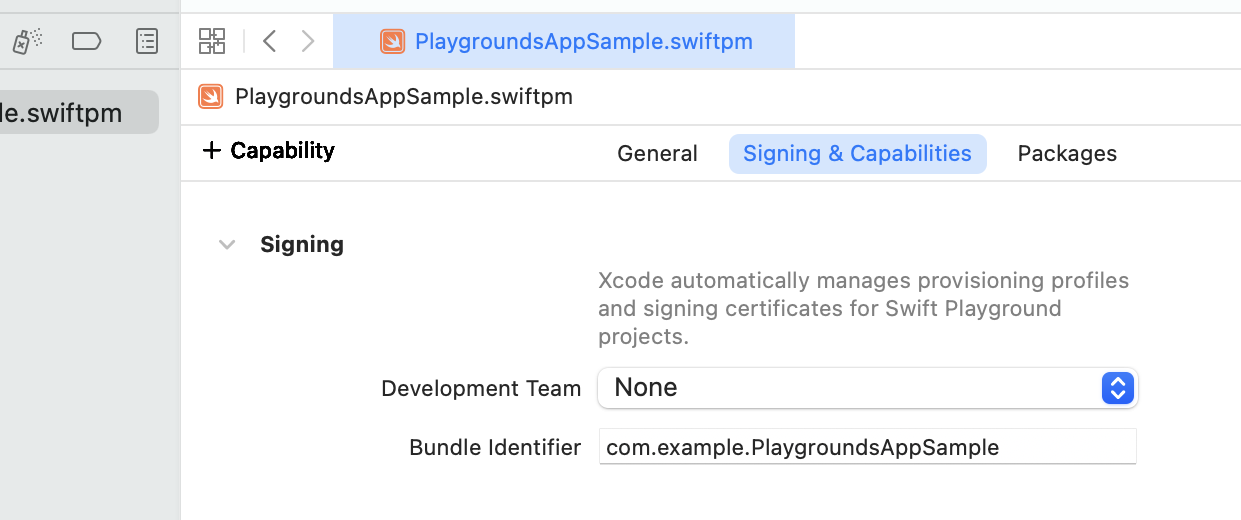 PlaygroundsAppSample.swiftpm
le.swiftpm
PlaygroundsAppSample.swiftpm
+ Capability
General
Signing & Capabilities
Packages
Signing
Xcode automatically manages provisioning profiles
and signing certificates for Swift Playground
projects.
Development Team
None
Bundle Identifier
com.example.PlaygroundsAppSample